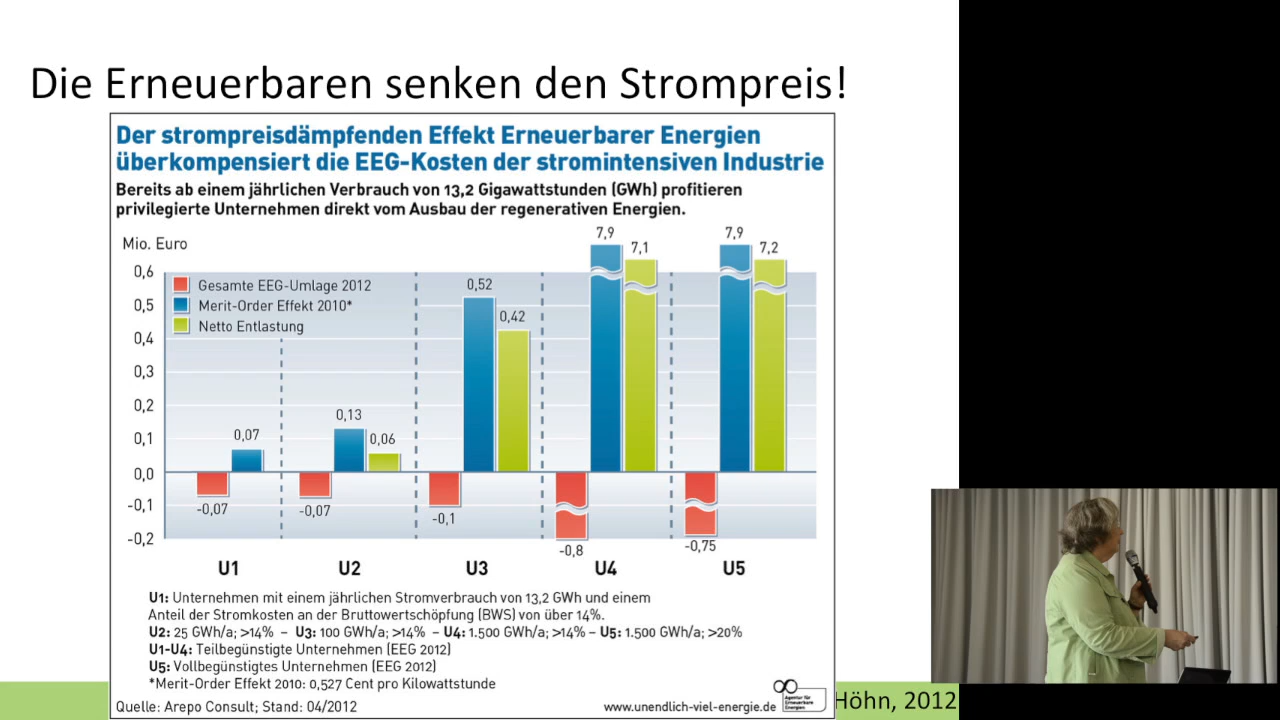 Die Erneuerbaren senken den Strompreis!
Der strompreisdämpfenden Effekt Erneuerbarer Energien
überkompensiert die EEG-Kosten der stromintensiven Industrie
Bereits ab einem jährlichen Verbrauch von 13,2 Gigawattstunden (GWh) profitieren
privilegierte Unternehmen direkt vom Ausbau der regenerativen Energien.
Mio. Euro
7,9 7,1 7,9 7,2
0,6
Gesamte EEG-Umlage 2012
Merit-Order Effekt 2010*
Netto Entlastung
0,52
0,5
0,42
0,4
0,3
0,2
0,13
0,07 0,06
0,1
0,0
-0,1
-0,07 -0,07 -0,1
-0,2
-0,8 -0,75
U1 U2 U3 U4 U5
U1: Unternehmen mit einem jährlichen Stromverbrauch von 13,2 GWh und einem
Anteil der Stromkosten an der Bruttowertschöpfung (BWS) von über 14%.
U2: 25 GWh/a; >14% – U3: 100 GWh/a; >14% – U4: 1.500 GWh/a; >14% – U5: 1.500 GWh/a; >20%
U1-U4: Teilbegünstigte Unternehmen (EEG 2012)
U5: Vollbegünstigtes Unternehmen (EEG 2012)
*Merit-Order Effekt 2010: 0,527 Cent pro Kilowattstunde
Quelle: Arepo Consult; Stand: 04/2012
www.unendlich-viel-energie.de
Agentur für
Erneuerbare
Energien
Höhn, 2012